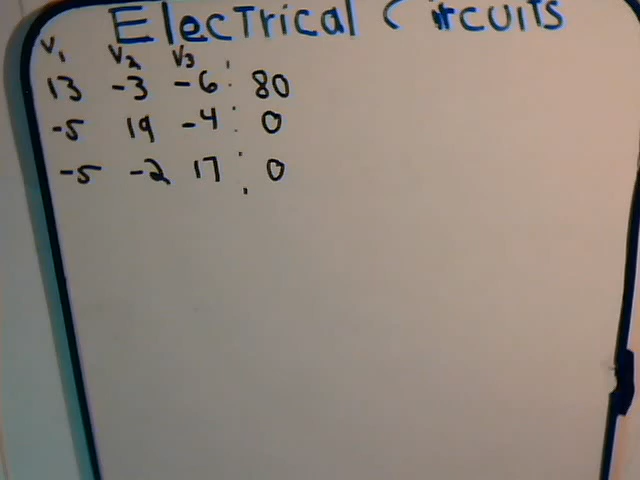 Electrical Circuits
V1 V2 V3
13 -3 -6 : 80
-5 19 -4 : 0
-5 -2 17 : 0